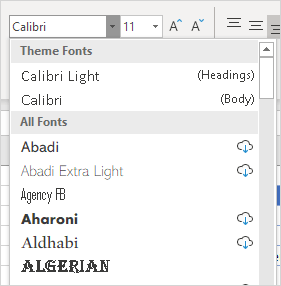 Calibri 11 A A
Theme Fonts
Calibri Light (Headings)
Calibri (Body)
All Fonts
Abadi
Abadi Extra Light
Agency FB
Aharoni
Aldhabi
ALGERIAN